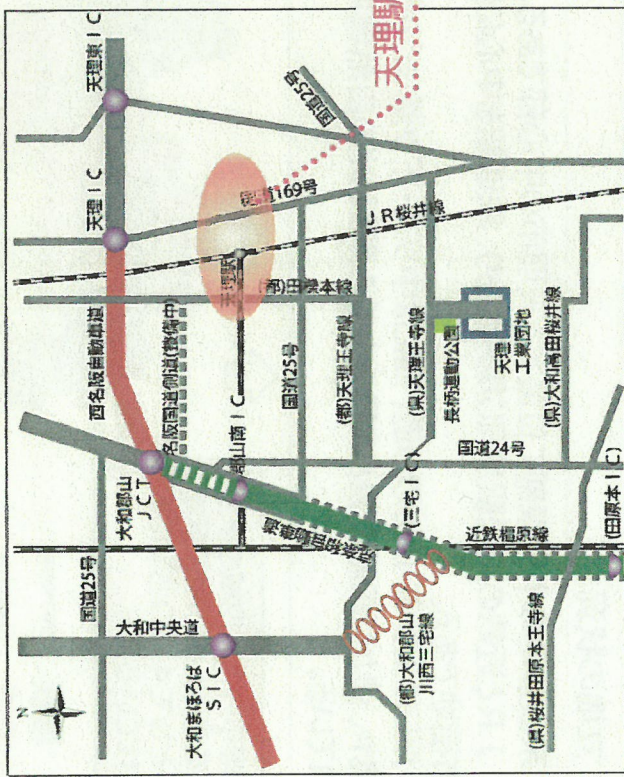 N
国道25号
大和中央道
大和まほろば
SIC
大和郡山
JCT
西名阪自動車道
名阪国道側道(整備中)
天理IC
天理東IC
郡山南IC
国道169号
国道25号
天理駅
天理駅
(都)田櫟本線
JR桜井線
国道25号
(都)天理王寺線
(県)天理王寺線
長柄運動公園
天理
工業団地
(県)大和高田桜井線
国道24号
(三宅IC)
近鉄橿原線
(田原本IC)
(都)大和郡山
川西三宅線
(県)桜井田原本王寺線